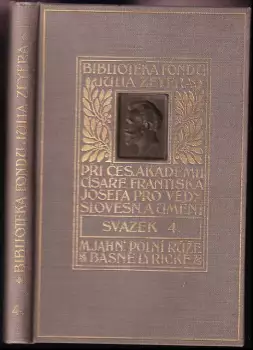 BIBLIOTÉKA FONDU JULIA ZEYERA
4
BIBLIOTÉKA FONDU
JULIA ZEYERA
PŘI ČES. AKADEMII
CÍSAŘE FRANTIŠKA
JOSEFA PRO VĚDY
SLOVESN. A UMĚNÍ
SVAZEK 4.
M. JAHN: POLNÍ RŮŽE
BÁSNĚ LYRICKÉ